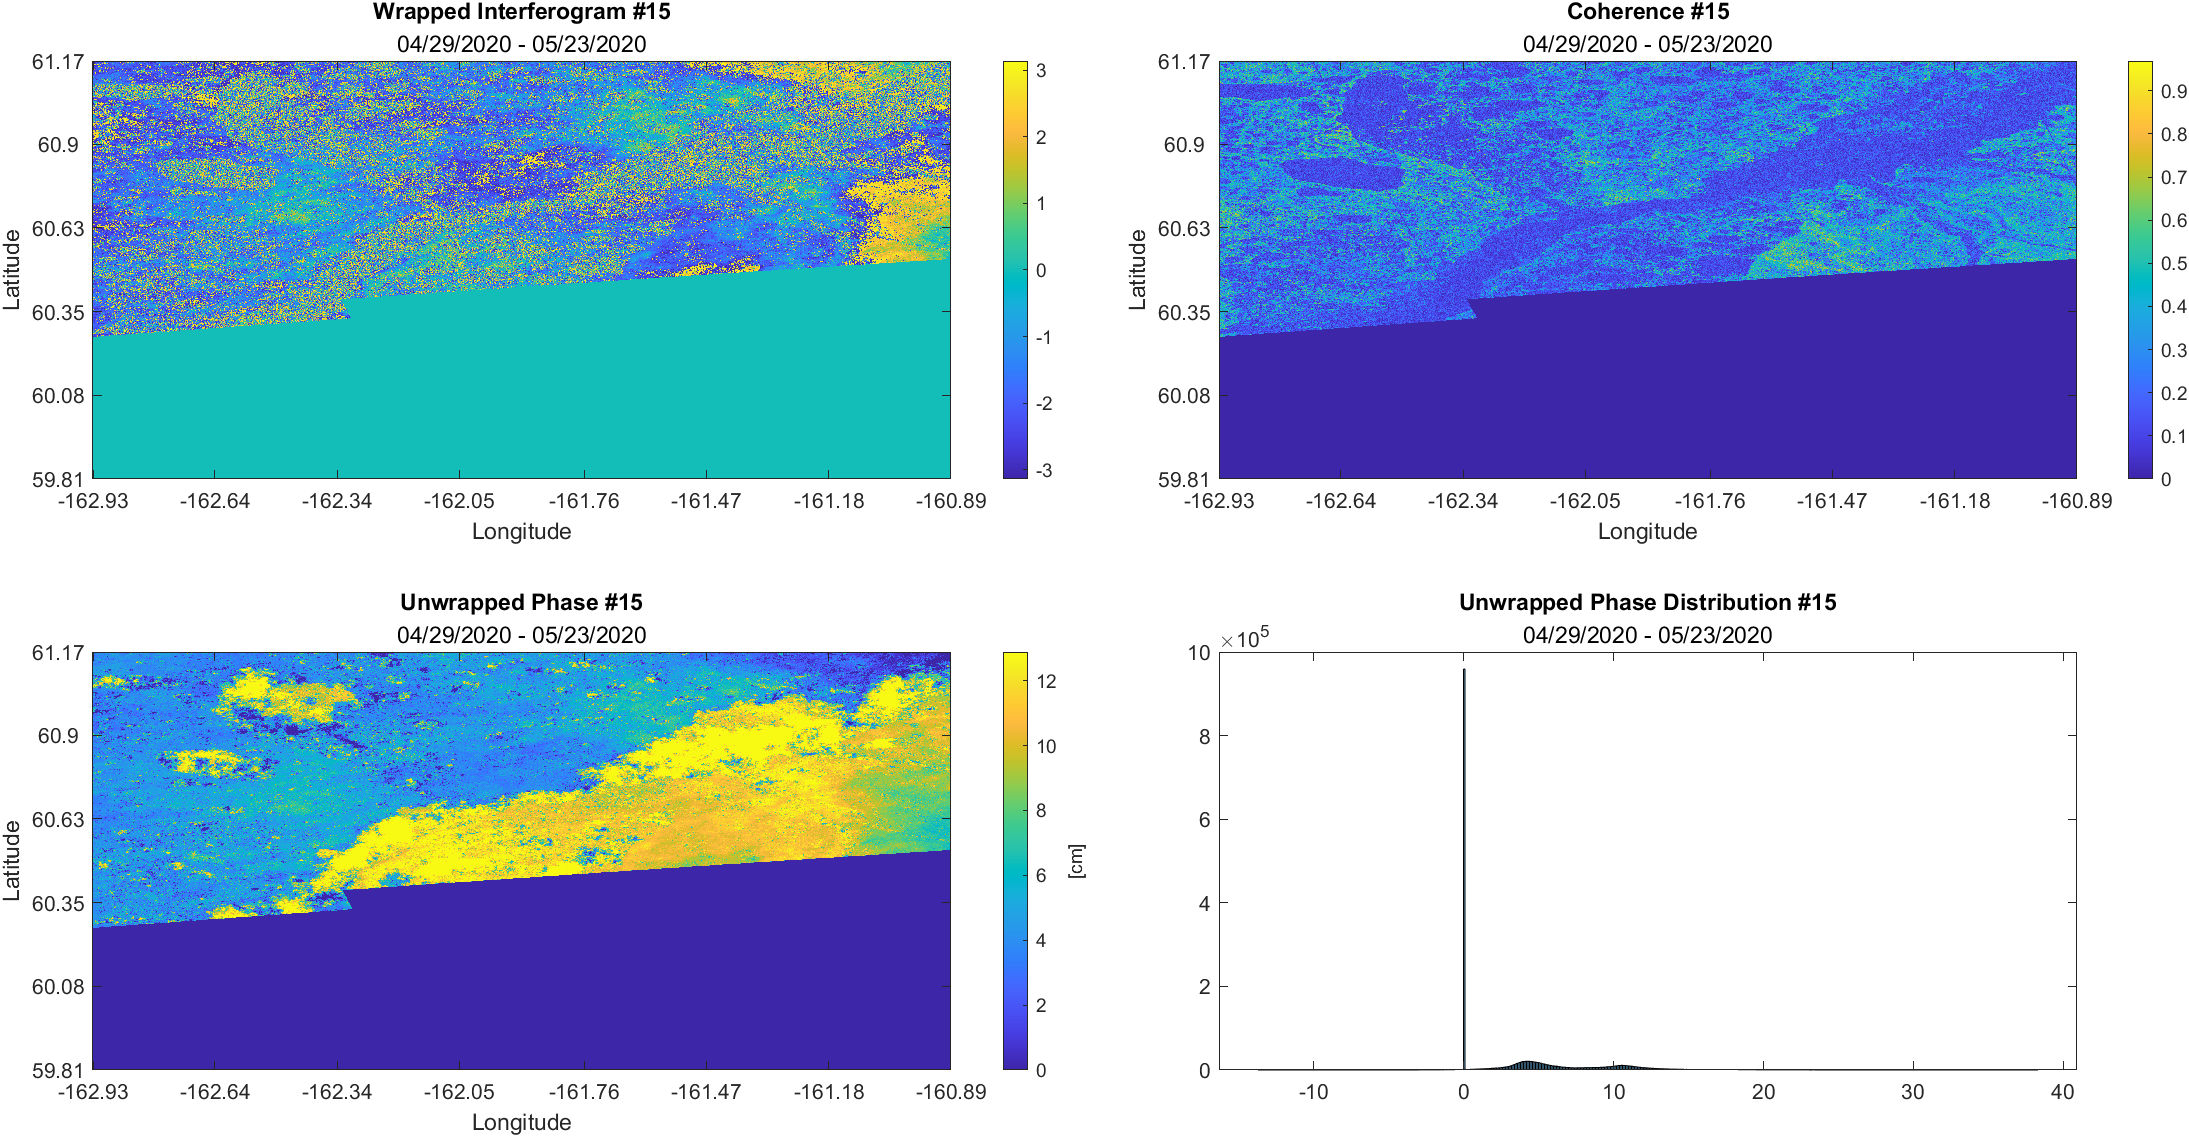 Wrapped Interferogram #15
04/29/2020 - 05/23/2020
61.17
60.9
60.63
60.35
60.08
59.81
Latitude
-162.93 -162.64 -162.34 -162.05 -161.76 -161.47 -161.18 -160.89
Longitude
3
2
1
0
-1
-2
-3
Coherence #15
04/29/2020 - 05/23/2020
61.17
60.9
60.63
60.35
60.08
59.81
Latitude
-162.93 -162.64 -162.34 -162.05 -161.76 -161.47 -161.18 -160.89
Longitude
0.9
0.8
0.7
0.6
0.5
0.4
0.3
0.2
0.1
0
Unwrapped Phase #15
04/29/2020 - 05/23/2020
61.17
60.9
60.63
60.35
60.08
59.81
Latitude
-162.93 -162.64 -162.34 -162.05 -161.76 -161.47 -161.18 -160.89
Longitude
12
10
8
6
4
2
0
[cm]
Unwrapped Phase Distribution #15
04/29/2020 - 05/23/2020
×10⁵
10
8
6
4
2
0
-10 0 10 20 30 40